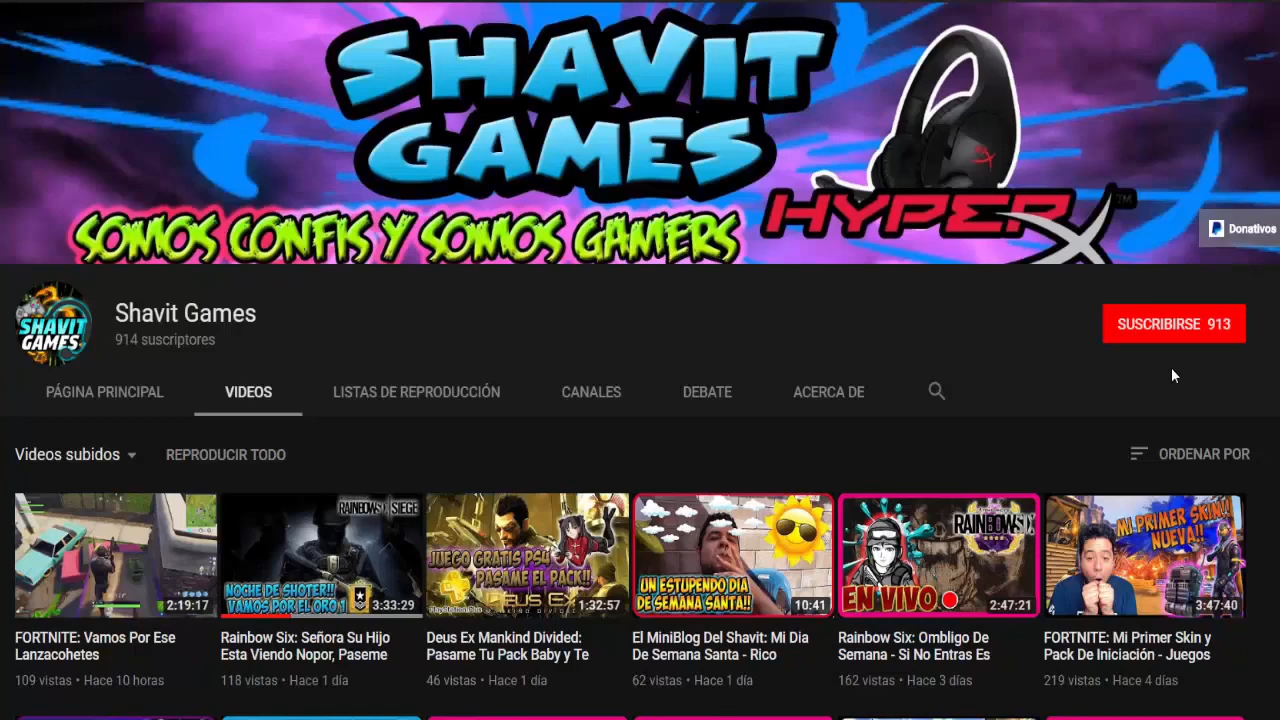 SHAVIT
GAMES
SOMOS CONFIS Y SOMOS GAMERS
HYPERX™
Donativos
SHAVIT
GAMES
Shavit Games
914 suscriptores
SUSCRIBIRSE 913
PÁGINA PRINCIPAL VIDEOS LISTAS DE REPRODUCCIÓN CANALES DEBATE ACERCA DE
Videos subidos REPRODUCIR TODO ORDENAR POR
2:19:17
RAINBOW SIX SIEGE
NOCHE DE SHOTER!!
VAMOS POR EL ORO 1
3:33:29
JUEGO GRATIS PS4
PASAME EL PACK!!
DEUS EX
1:32:57
UN ESTUPENDO DIA
DE SEMANA SANTA!!
10:41
RAINBOW SIX
EN VIVO
2:47:21
MI PRIMER SKIN!!
NUEVA!!
3:47:40
FORTNITE: Vamos Por Ese
Lanzacohetes
109 vistas • Hace 10 horas
Rainbow Six: Señora Su Hijo
Esta Viendo Nopor, Paseme
118 vistas • Hace 1 día
Deus Ex Mankind Divided:
Pasame Tu Pack Baby y Te
46 vistas • Hace 1 día
El MiniBlog Del Shavit: Mi Dia
De Semana Santa - Rico
62 vistas • Hace 1 día
Rainbow Six: Ombligo De
Semana - Si No Entras Es
162 vistas • Hace 3 días
FORTNITE: Mi Primer Skin y
Pack De Iniciación - Juegos
219 vistas • Hace 4 días